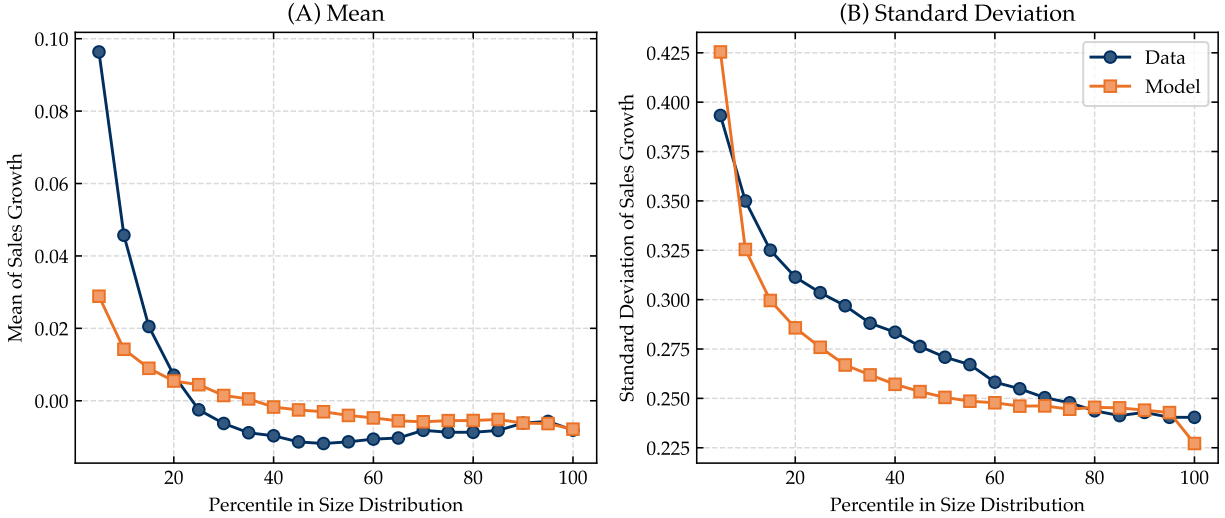 (A) Mean
Mean of Sales Growth
0.10
0.08
0.06
0.04
0.02
0.00
20 40 60 80 100
Percentile in Size Distribution
(B) Standard Deviation
Standard Deviation of Sales Growth
0.425
0.400
0.375
0.350
0.325
0.300
0.275
0.250
0.225
Data
Model
20 40 60 80 100
Percentile in Size Distribution